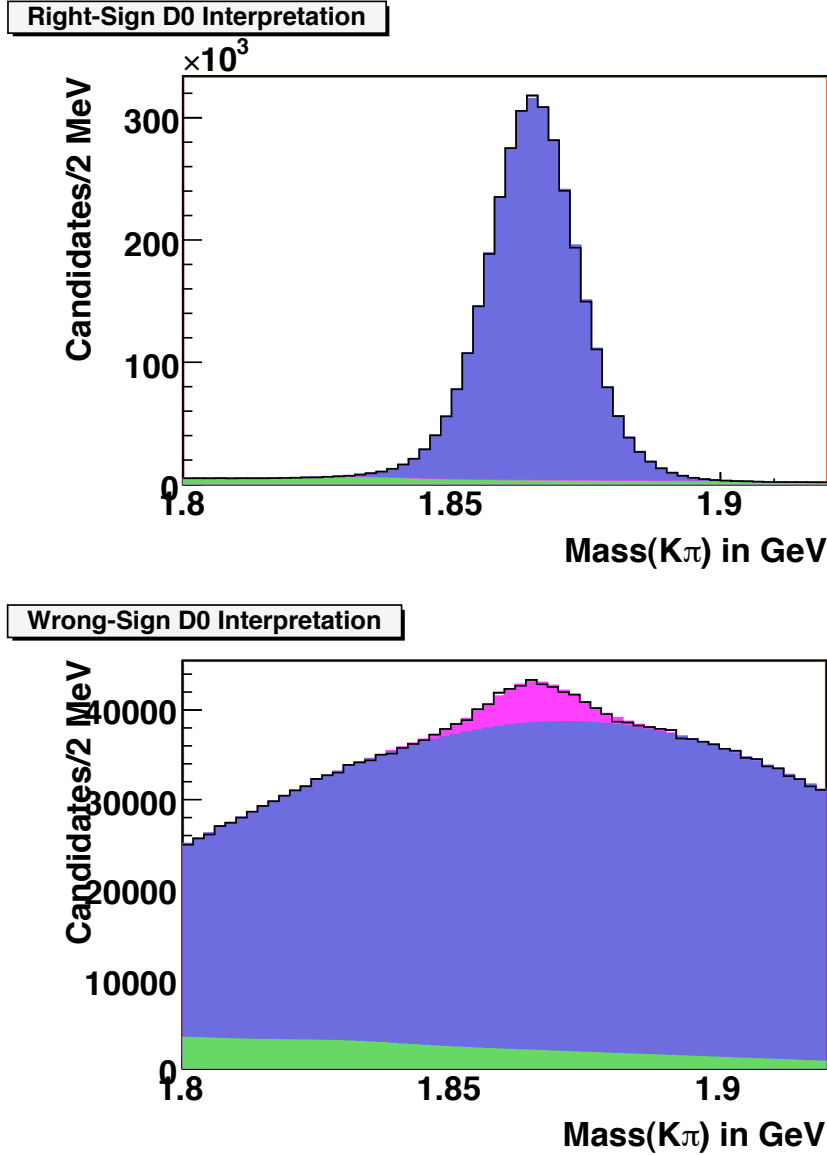 Right-Sign D0 Interpretation
×10³
Candidates/2 MeV
300
200
100
0
1.8
1.85
1.9
Mass(Kπ) in GeV
Wrong-Sign D0 Interpretation
Candidates/2 MeV
40000
30000
20000
10000
0
1.8
1.85
1.9
Mass(Kπ) in GeV